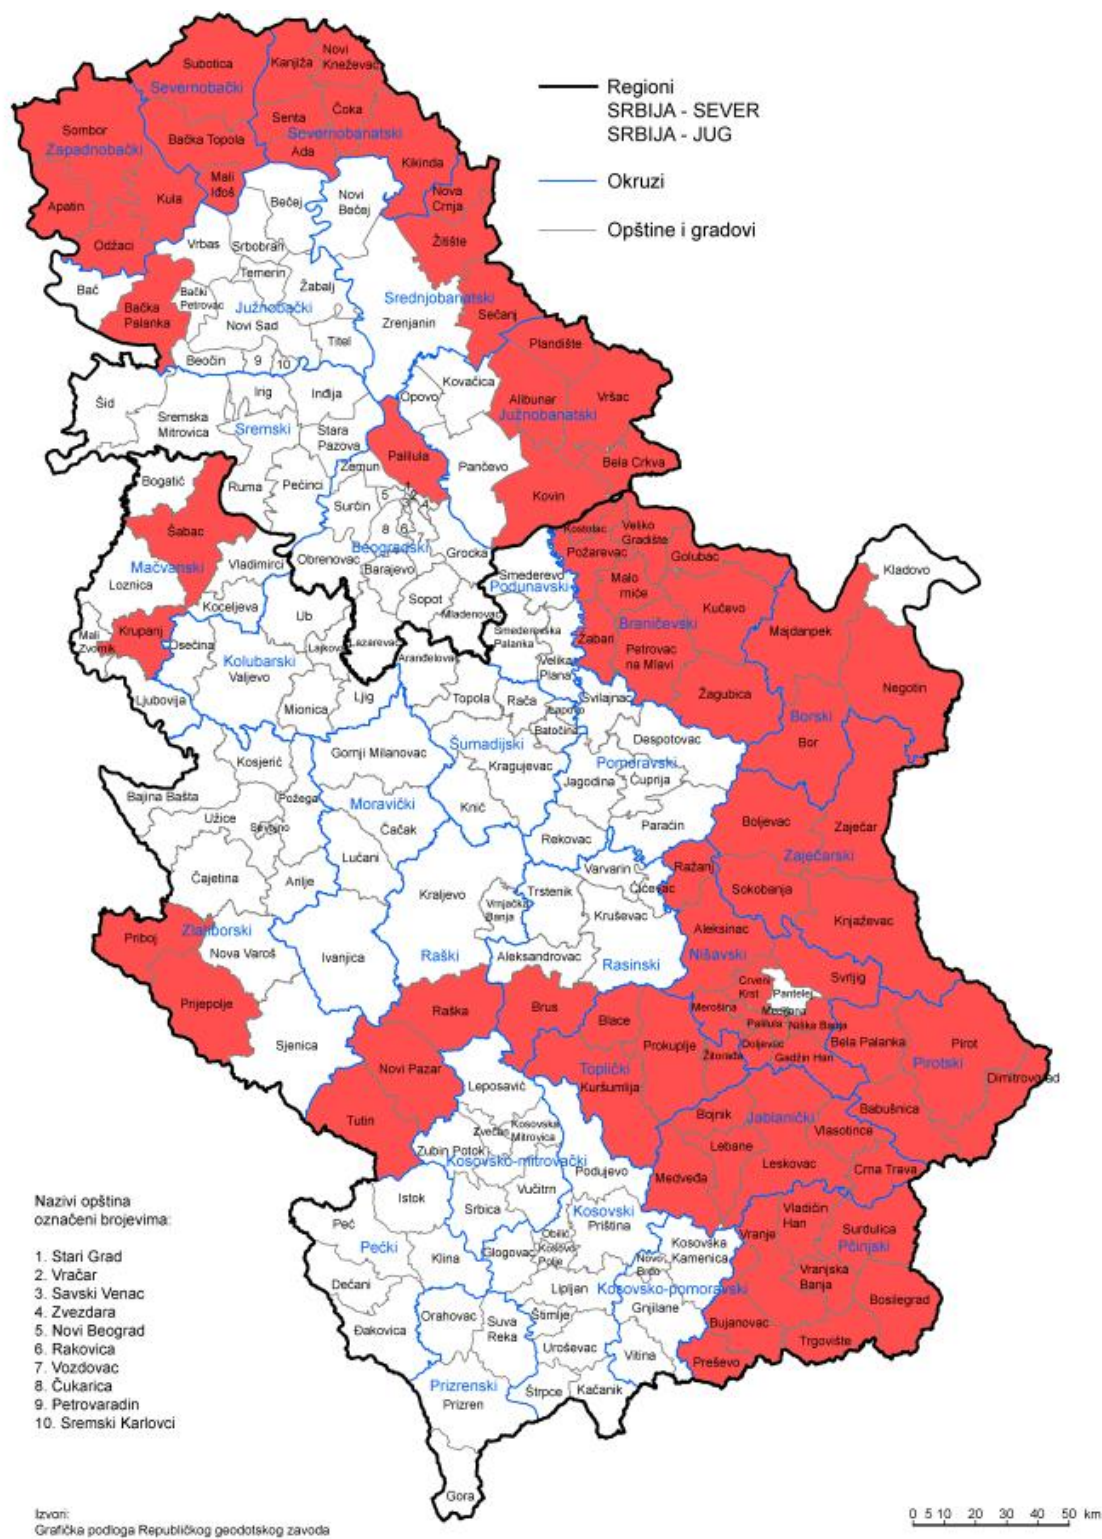 Regioni
SRBIJA - SEVER
SRBIJA - JUG
Okruzi
Opštine i gradovi
Subotica
Severnobački
Kanjiža
Novi
Kneževac
Čoka
Senta
Severnobanatski
Ada
Sombor
Zapadnobački
Bačka Topola
Mali
Iđoš
Kikinda
Nova
Crnja
Apatin
Kula
Odžaci
Bečej
Novi
Bečej
Žitište
Vrbas
Srbobran
Temerin
Žabalj
Bač
Bačka
Palanka
Bački
Petrovac
Južnobački
Novi Sad
Titel
Beočin
9
10
Srednjobanatski
Zrenjanin
Sečanj
Plandište
Kovačica
Opovo
Alibunar
Južnobanatski
Vršac
Bela Crkva
Pančevo
Kovin
Šid
Sremska
Mitrovica
Irig
Inđija
Sremski
Stara
Pazova
Ruma
Pećinci
Palilula
Zemun
Surčin
5
1
2
3
4
8
6
7
Beogradski
Obrenovac
Barajevo
Grocka
Sopot
Mladenovac
Lazarevac
Bogatić
Šabac
Mačvanski
Loznica
Vladimirci
Koceljeva
Mali
Zvornik
Krupanj
Ljubovija
Osečina
Ub
Lajkovac
Kolubarski
Valjevo
Mionica
Ljig
Smederevo
Podunavski
Smederevska
Palanka
Velika
Plana
Kostolac
Požarevac
Veliko
Gradište
Golubac
Malo
rniće
Kučevo
Braničevski
Žabari
Petrovac
na Mlavi
Žagubica
Kladovo
Majdanpek
Negotin
Borski
Bor
Aranđelovac
Topola
Rača
Lapovo
Batočina
Šumadijski
Kragujevac
Knić
Svilajnac
Despotovac
Pomoravski
Jagodina
Ćuprija
Paraćin
Rekovac
Gornji Milanovac
Moravički
Čačak
Lučani
Ivanjica
Kosjerić
Bajina Bašta
Požega
Užice
Sevojno
Čajetina
Arilje
Priboj
Zlatiborski
Nova Varoš
Prijepolje
Sjenica
Boljevac
Zaječar
Zaječarski
Sokobanja
Knjaževac
Kraljevo
Vrnjačka
Banja
Raški
Raška
Novi Pazar
Tutin
Trstenik
Varvarin
Ćićevac
Kruševac
Aleksandrovac
Rasinski
Brus
Ražanj
Aleksinac
Nišavski
Svrljig
Crveni
Krst
Pantelej
Medijana
Merošina
Palilula
Niška Banja
Doljevac
Gadžin Han
Blace
Prokuplje
Žitorađa
Toplički
Kuršumlija
Bela Palanka
Pirot
Pirotski
Dimitrovgrad
Babušnica
Bojnik
Jablanički
Lebane
Vlasotince
Leskovac
Medveđa
Crna Trava
Vladičin
Han
Surdulica
Vranje
Pčinjski
Vranjska
Banja
Bosilegrad
Bujanovac
Trgovište
Preševo
Leposavić
Zvečan
Kosovska
Mitrovica
Zubin Potok
Kosovsko-mitrovački
Vučitrn
Srbica
Podujevo
Kosovski
Priština
Obilić
Kosovo
Polje
Glogovac
Lipljan
Štimlje
Uroševac
Štrpce
Kačanik
Istok
Peć
Pećki
Klina
Dečani
Đakovica
Kosovska
Kamenica
Novo
Brdo
Kosovsko-pomoravski
Gnjilane
Vitina
Orahovac
Suva
Reka
Prizrenski
Prizren
Gora
Nazivi opština
označeni brojevima:
1. Stari Grad
2. Vračar
3. Savski Venac
4. Zvezdara
5. Novi Beograd
6. Rakovica
7. Vozdovac
8. Čukarica
9. Petrovaradin
10. Sremski Karlovci
Izvori:
Grafička podloga Republičkog geodotskog zavoda
0 5 10 20 30 40 50 km